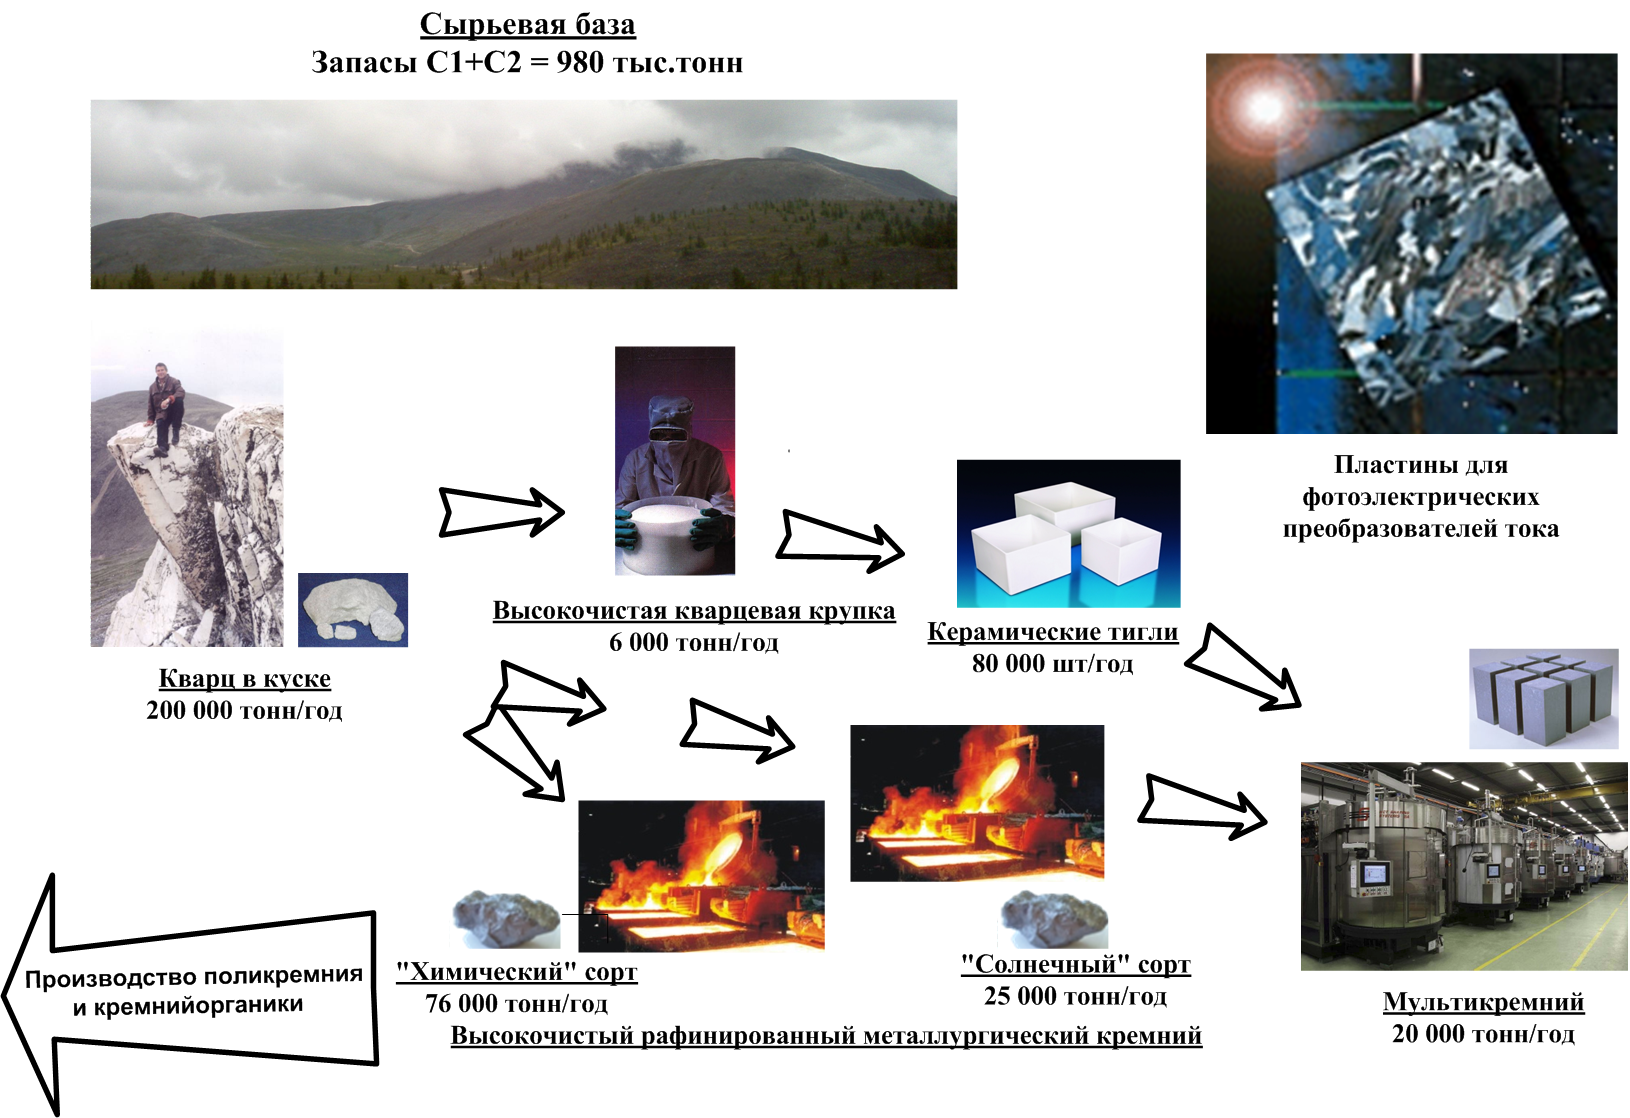 Сырьевая база
Запасы С1+С2 = 980 тыс.тонн
Пластины для
фотоэлектрических
преобразователей тока
Высокочистая кварцевая крупка
6 000 тонн/год
Керамические тигли
80 000 шт/год
Кварц в куске
200 000 тонн/год
"Химический" сорт
76 000 тонн/год
"Солнечный" сорт
25 000 тонн/год
Высокочистый рафинированный металлургический кремний
Мультикремний
20 000 тонн/год
Производство поликремния
и кремнийорганики